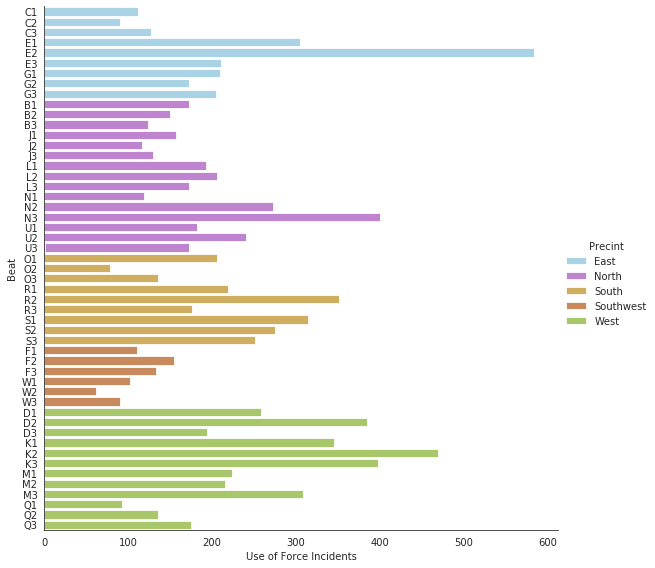 C1
C2
C3
E1
E2
E3
G1
G2
G3
B1
B2
B3
J1
J2
J3
L1
L2
L3
N1
N2
N3
U1
U2
U3
O1
O2
O3
R1
R2
R3
S1
S2
S3
F1
F2
F3
W1
W2
W3
D1
D2
D3
K1
K2
K3
M1
M2
M3
Q1
Q2
Q3
Beat
0 100 200 300 400 500 600
Use of Force Incidents
Precint
East
North
South
Southwest
West